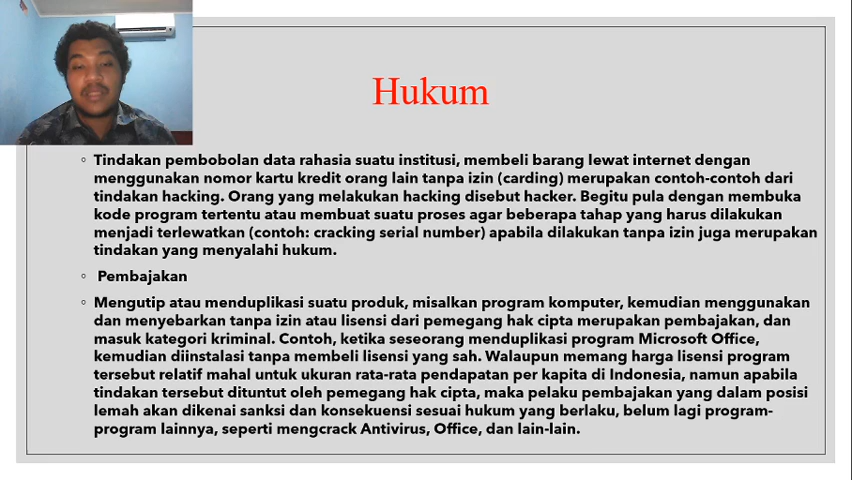 Hukum
Tindakan pembobolan data rahasia suatu institusi, membeli barang lewat internet dengan
menggunakan nomor kartu kredit orang lain tanpa izin (carding) merupakan contoh-contoh dari
tindakan hacking. Orang yang melakukan hacking disebut hacker. Begitu pula dengan membuka
kode program tertentu atau membuat suatu proses agar beberapa tahap yang harus dilakukan
menjadi terlewatkan (contoh: cracking serial number) apabila dilakukan tanpa izin juga merupakan
tindakan yang menyalahi hukum.
Pembajakan
Mengutip atau menduplikasi suatu produk, misalkan program komputer, kemudian menggunakan
dan menyebarkan tanpa izin atau lisensi dari pemegang hak cipta merupakan pembajakan, dan
masuk kategori kriminal. Contoh, ketika seseorang menduplikasi program Microsoft Office,
kemudian diinstalasi tanpa membeli lisensi yang sah. Walaupun memang harga lisensi program
tersebut relatif mahal untuk ukuran rata-rata pendapatan per kapita di Indonesia, namun apabila
tindakan tersebut dituntut oleh pemegang hak cipta, maka pelaku pembajakan yang dalam posisi
lemah akan dikenai sanksi dan konsekuensi sesuai hukum yang berlaku, belum lagi program-
program lainnya, seperti mengcrack Antivirus, Office, dan lain-lain.